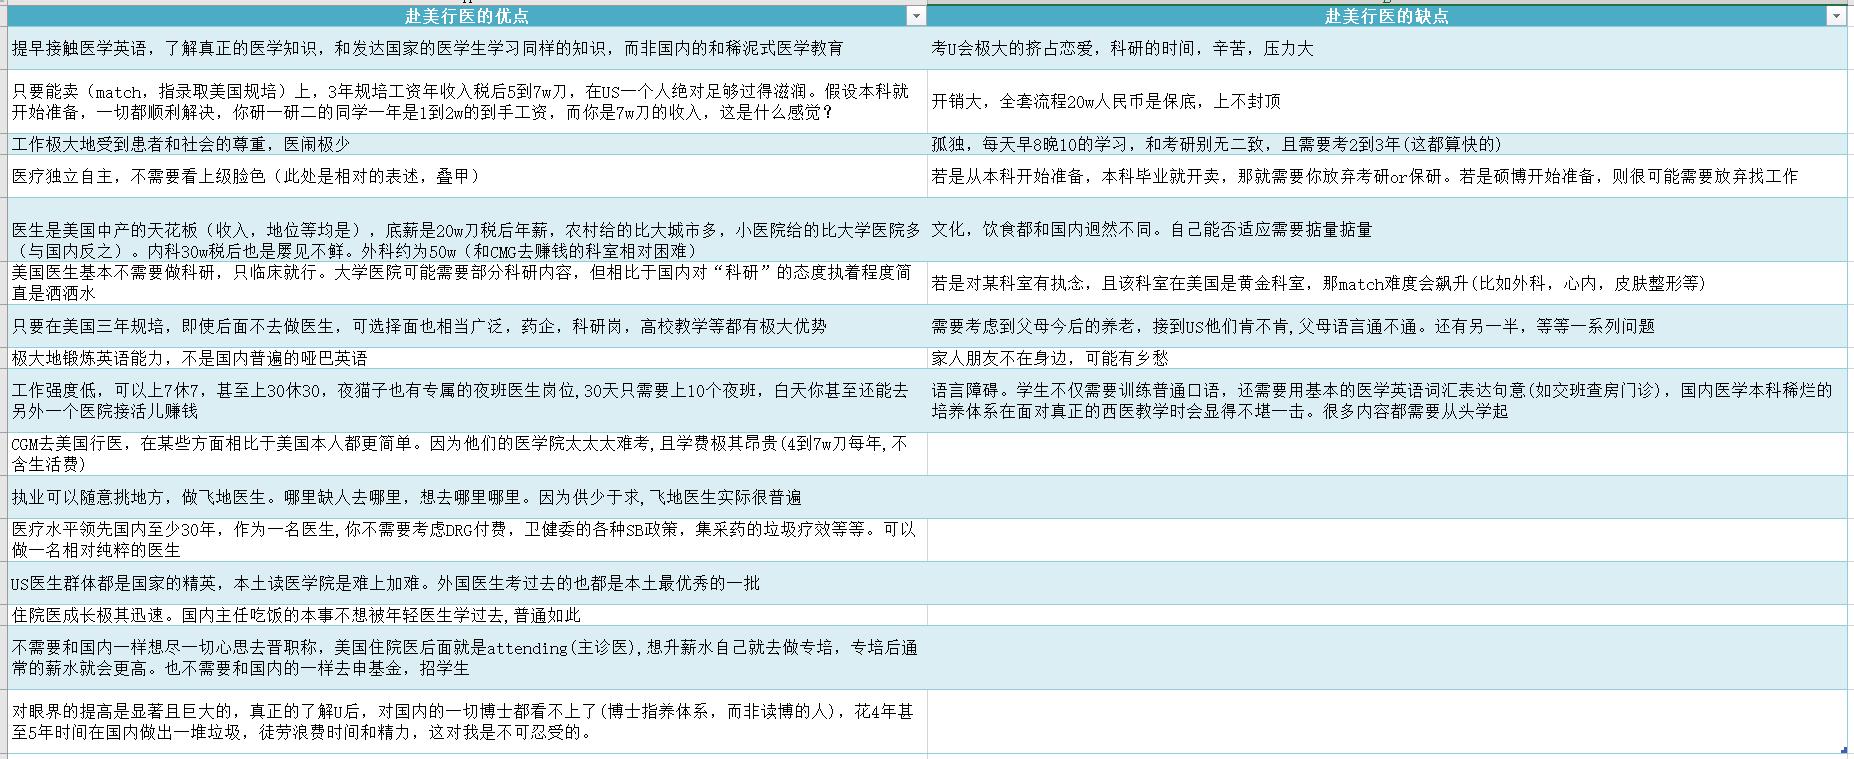 赴美行医的优点
赴美行医的缺点
提早接触医学英语，了解真正的医学知识，和发达国家的医学生学习同样的知识，而非国内的和稀泥式医学教育
考U会极大的挤占恋爱，科研的时间，辛苦，压力大
只要能卖（match，指录取美国规培）上，3年规培工资年收入税后5到7w刀，在US一个人绝对足够过得滋润。假设本科就
开始准备，一切都顺利解决，你研一研二的同学一年是1到2w的到手工资，而你是7w刀的收入，这是什么感觉？
开销大，全套流程20w人民币是保底，上不封顶
工作极大地受到患者和社会的尊重，医闹极少
孤独，每天早8晚10的学习，和考研别无二致，且需要考2到3年(这都算快的)
医疗独立自主，不需要看上级脸色（此处是相对的表述，叠甲）
若是从本科开始准备，本科毕业就开卖，那就需要你放弃考研or保研。若是硕博开始准备，则很可能需要放弃找工作
医生是美国中产的天花板（收入，地位等均是），底薪是20w刀税后年薪，农村给的比大城市多，小医院给的比大学医院多
（与国内反之）。内科30w税后也是屡见不鲜。外科约为50w（和CMG去赚钱的科室相对困难）
文化，饮食都和国内迥然不同。自己能否适应需要掂量掂量
美国医生基本不需要做科研，只临床就行。大学医院可能需要部分科研内容，但相比于国内对“科研”的态度执着程度简
直是洒洒水
若是对某科室有执念，且该科室在美国是黄金科室，那match难度会飙升(比如外科，心内，皮肤整形等)
只要在美国三年规培，即使后面不去做医生，可选择面也相当广泛，药企，科研岗，高校教学等都有极大优势
需要考虑到父母今后的养老，接到US他们肯不肯,父母语言通不通。还有另一半，等等一系列问题
极大地锻炼英语能力，不是国内普遍的哑巴英语
家人朋友不在身边，可能有乡愁
工作强度低，可以上7休7，甚至上30休30，夜猫子也有专属的夜班医生岗位,30天只需要上10个夜班，白天你甚至还能去
另外一个医院接活儿赚钱
语言障碍。学生不仅需要训练普通口语，还需要用基本的医学英语词汇表达句意(如交班查房门诊)，国内医学本科稀烂的
培养体系在面对真正的西医教学时会显得不堪一击。很多内容都需要从头学起
CGM去美国行医，在某些方面相比于美国本人都更简单。因为他们的医学院太太太难考,且学费极其昂贵(4到7w刀每年,不
含生活费)
执业可以随意挑地方，做飞地医生。哪里缺人去哪里，想去哪里哪里。因为供少于求,飞地医生实际很普遍
医疗水平领先国内至少30年，作为一名医生,你不需要考虑DRG付费，卫健委的各种SB政策，集采药的垃圾疗效等等。可以
做一名相对纯粹的医生
US医生群体都是国家的精英，本土读医学院是难上加难。外国医生考过去的也都是本土最优秀的一批
住院医成长极其迅速。国内主任吃饭的本事不想被年轻医生学过去,普通如此
不需要和国内一样想尽一切心思去晋职称，美国住院医后面就是attending(主诊医),想升薪水自己就去做专培，专培后通
常的薪水就会更高。也不需要和国内的一样去申基金，招学生
对眼界的提高是显著且巨大的，真正的了解U后，对国内的一切博士都看不上了(博士指养体系，而非读博的人)，花4年甚
至5年时间在国内做出一堆垃圾，徒劳浪费时间和精力，这对我是不可忍受的。